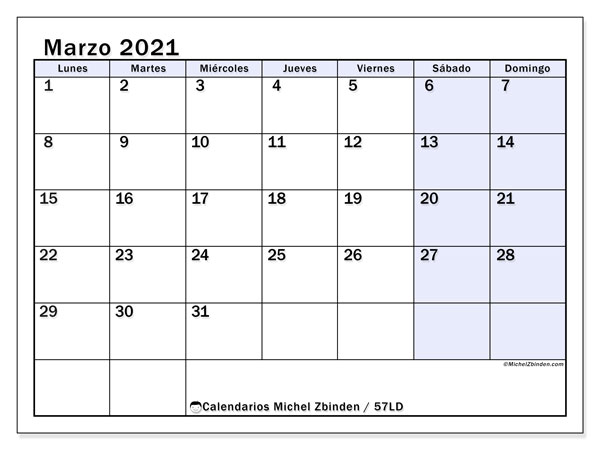 Marzo 2021
Lunes Martes Miércoles Jueves Viernes Sábado Domingo
1 2 3 4 5 6 7
8 9 10 11 12 13 14
15 16 17 18 19 20 21
22 23 24 25 26 27 28
29 30 31
©MichelZbinden.com
Calendarios Michel Zbinden / 57LD